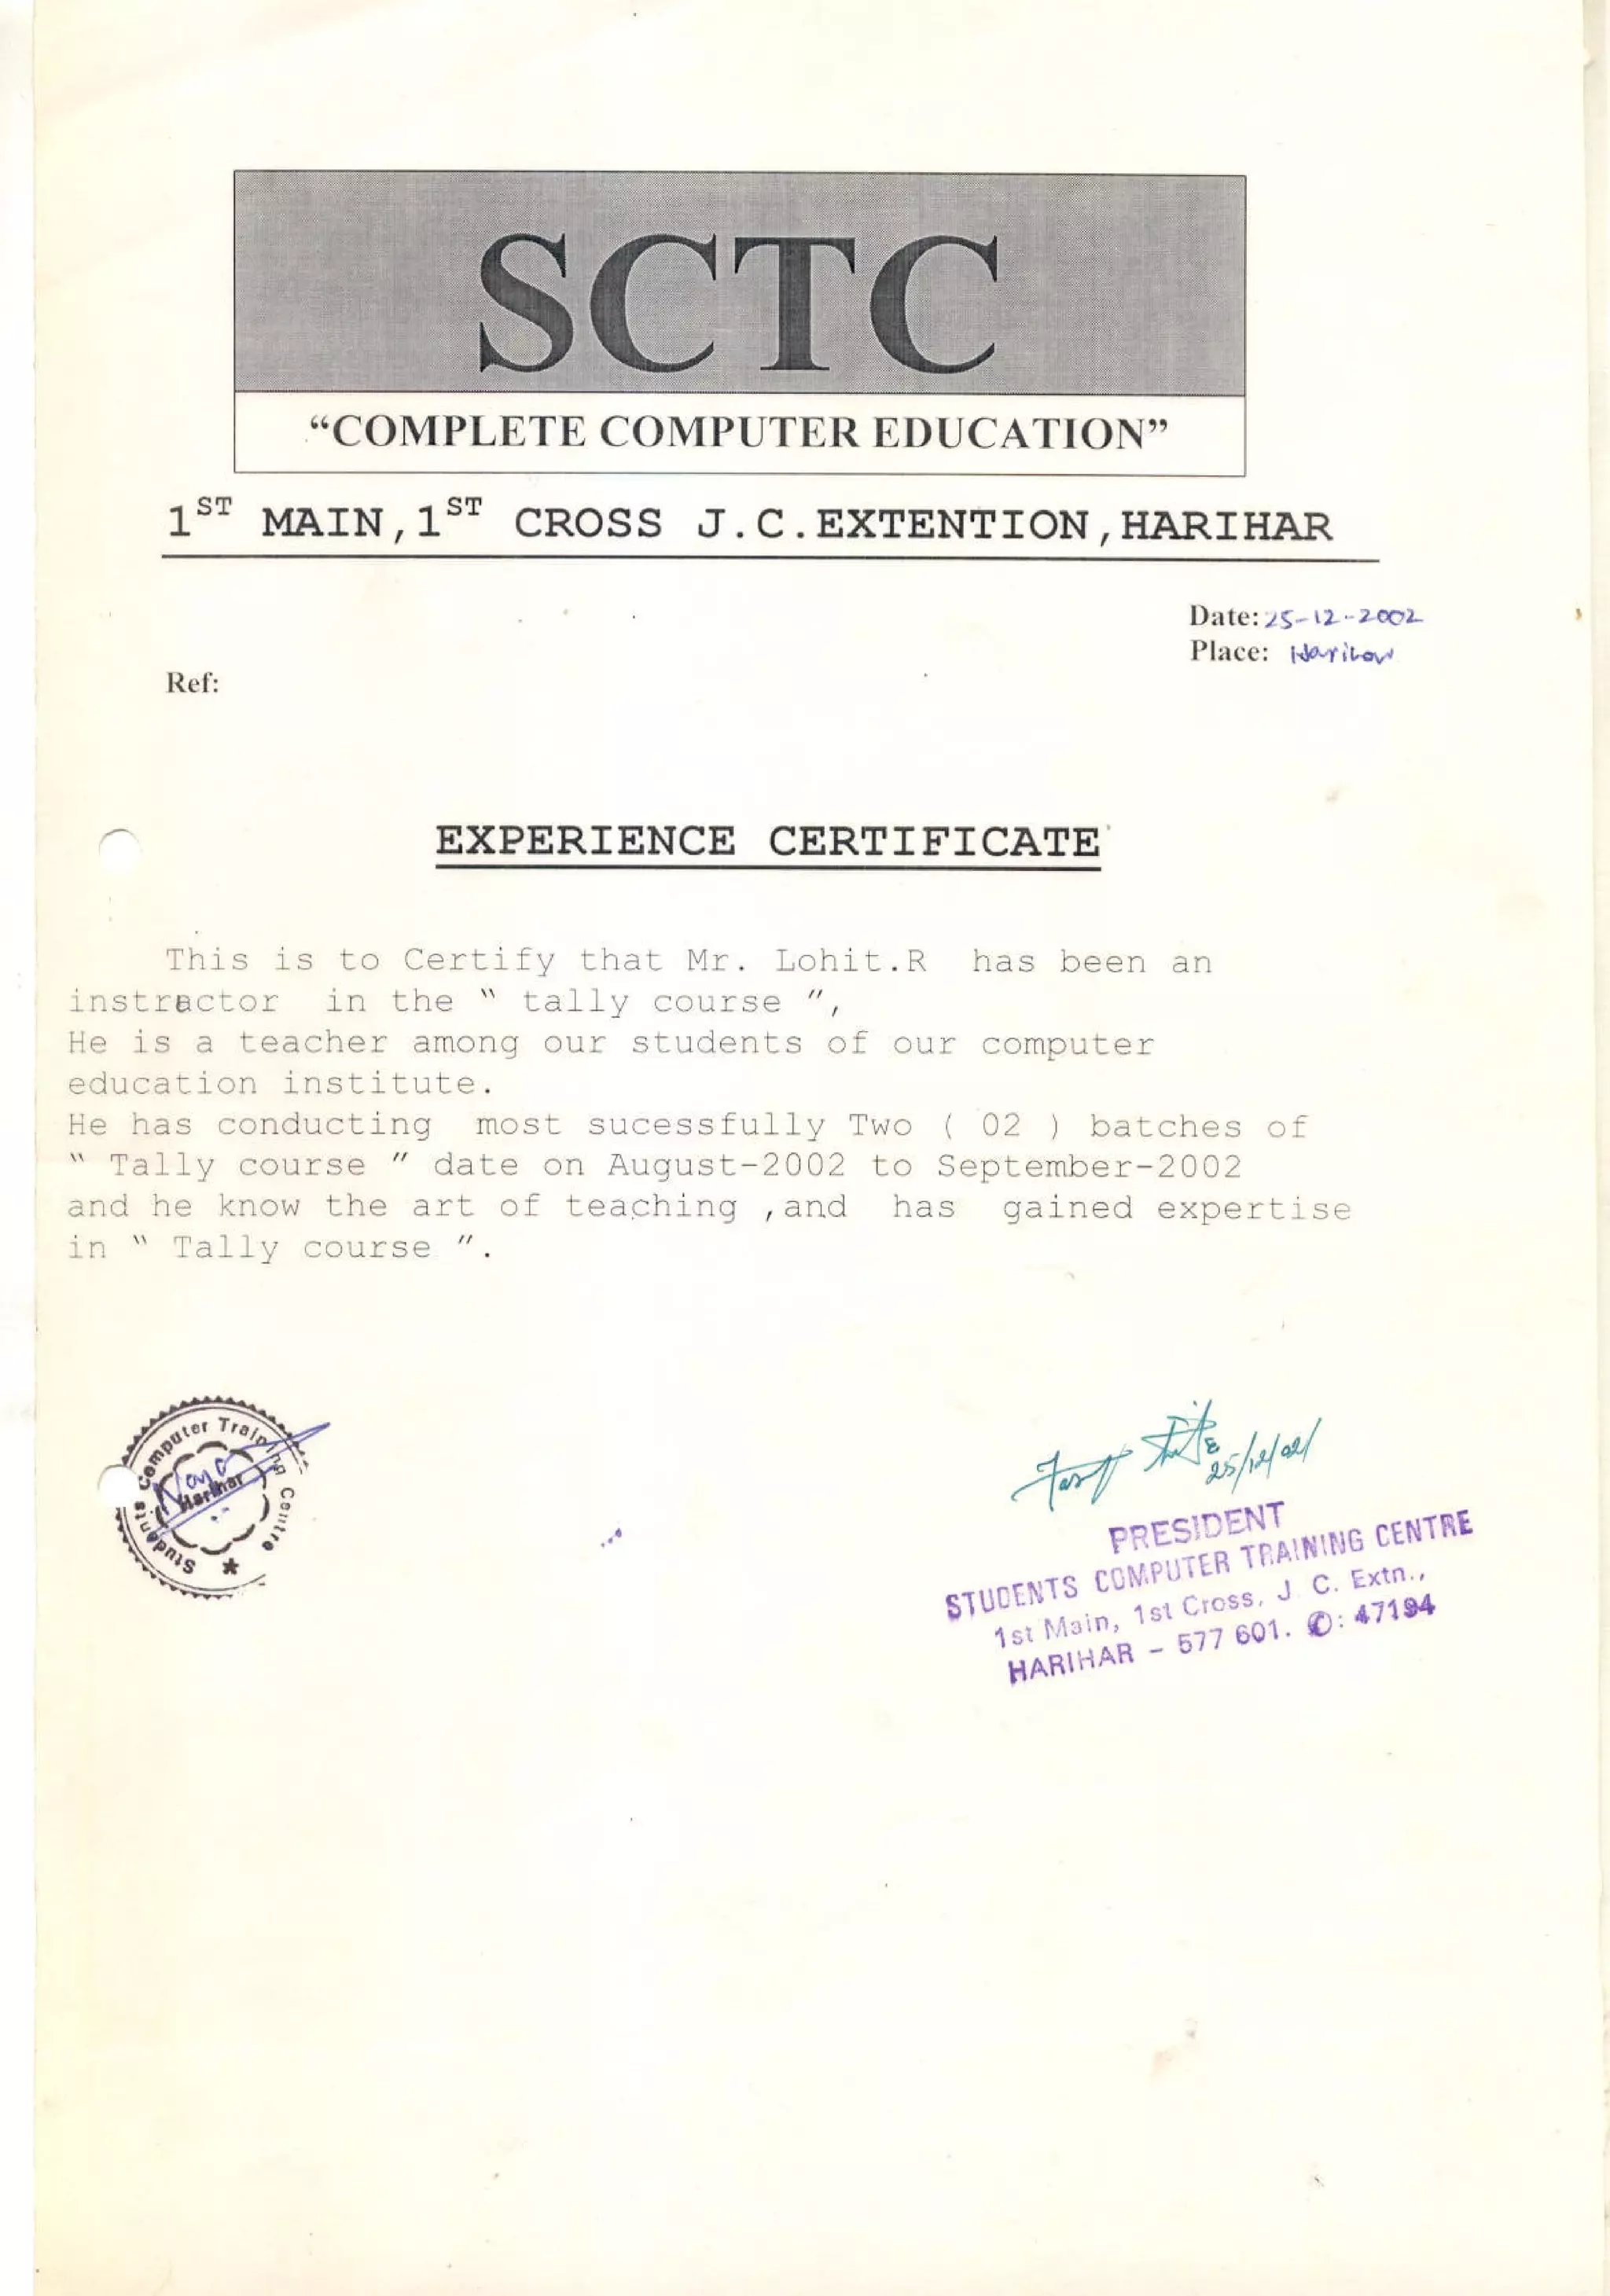 SCTC
“COMPLETE COMPUTER EDUCATION”
1ST MAIN,1ST CROSS J.C.EXTENTION,HARIHAR
Date: 25-12-2002
Place: Harihar
Ref:
EXPERIENCE CERTIFICATE
This is to Certify that Mr. Lohit.R has been an
instructor in the “ tally course ”,
He is a teacher among our students of our computer
education institute.
He has conducting most sucessfully Two ( 02 ) batches of
“ Tally course ” date on August-2002 to September-2002
and he know the art of teaching ,and has gained expertise
in “ Tally course ”.
Students Computer Training Centre
Harihar
25/12/02
PRESIDENT
STUDENTS COMPUTER TRAINING CENTRE
1st Main, 1st Cross, J. C. Extn.,
HARIHAR - 577 601. ✆: 47194